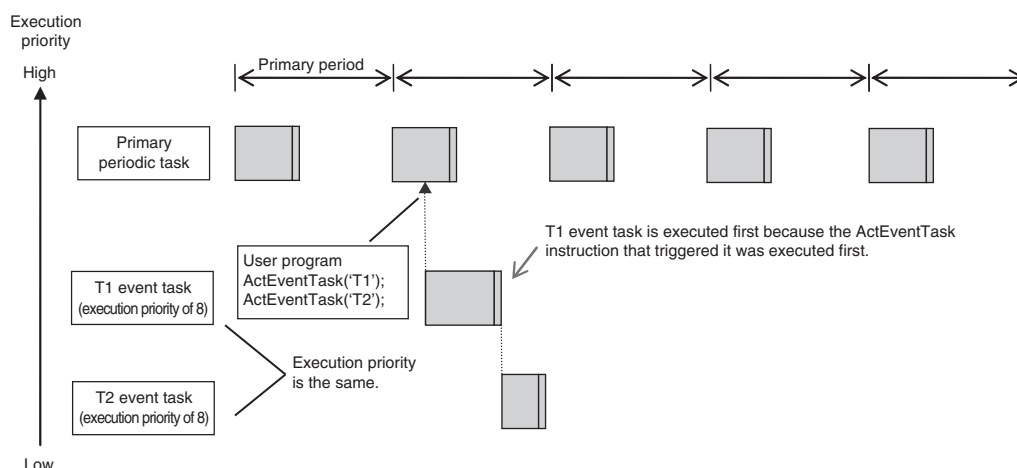 Execution
priority
High
Primary period
Primary
periodic task
T1 event task is executed first because the ActEventTask
instruction that triggered it was executed first.
User program
ActEventTask(‘T1’);
ActEventTask(‘T2’);
T1 event task
(execution priority of 8)
Execution priority
is the same.
T2 event task
(execution priority of 8)
Low